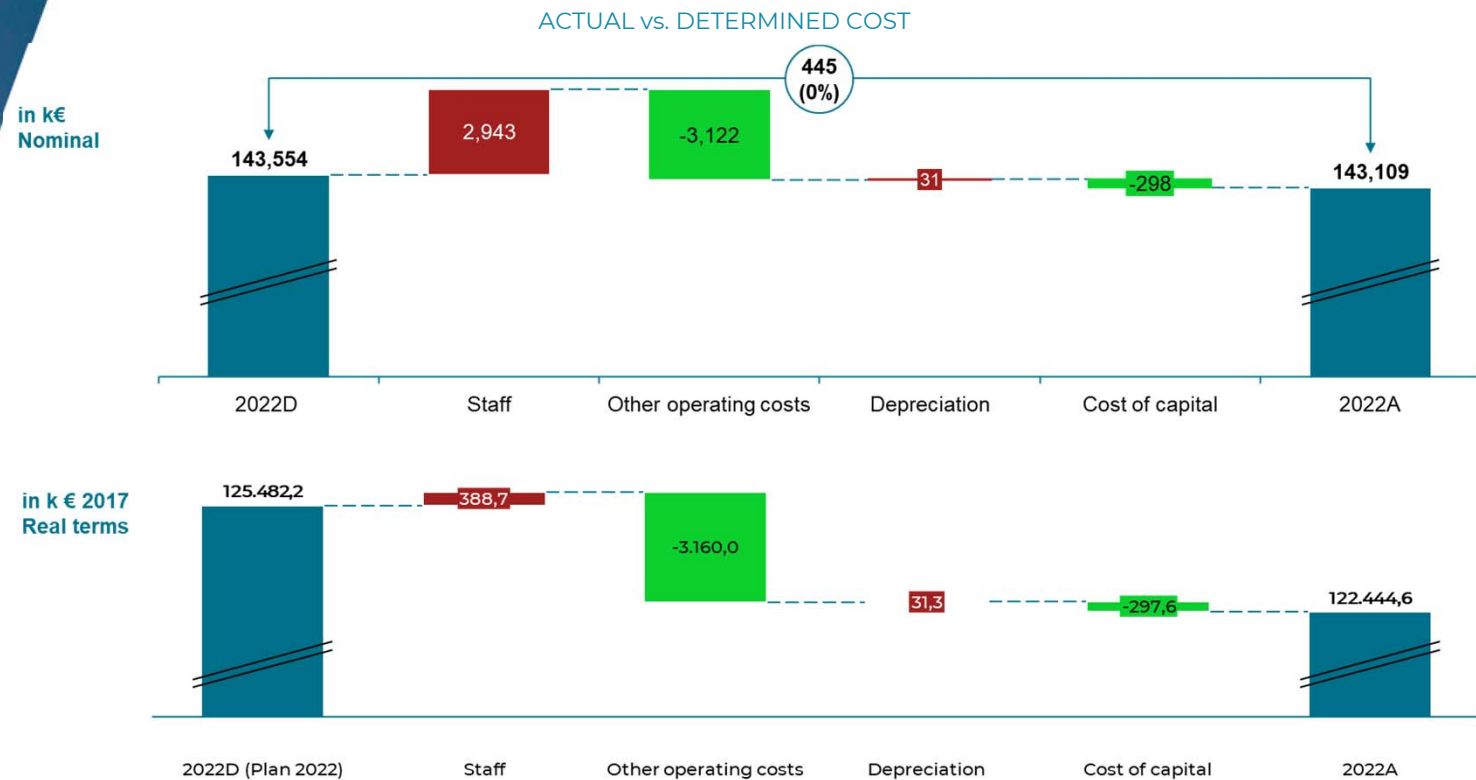 ACTUAL vs. DETERMINED COST
in k€
Nominal
445
(0%)
143,554
2,943
-3,122
31
-298
143,109
2022D
Staff
Other operating costs
Depreciation
Cost of capital
2022A
in k € 2017
Real terms
125.482,2
388,7
-3.160,0
31,3
-297,6
122.444,6
2022D (Plan 2022)
Staff
Other operating costs
Depreciation
Cost of capital
2022A